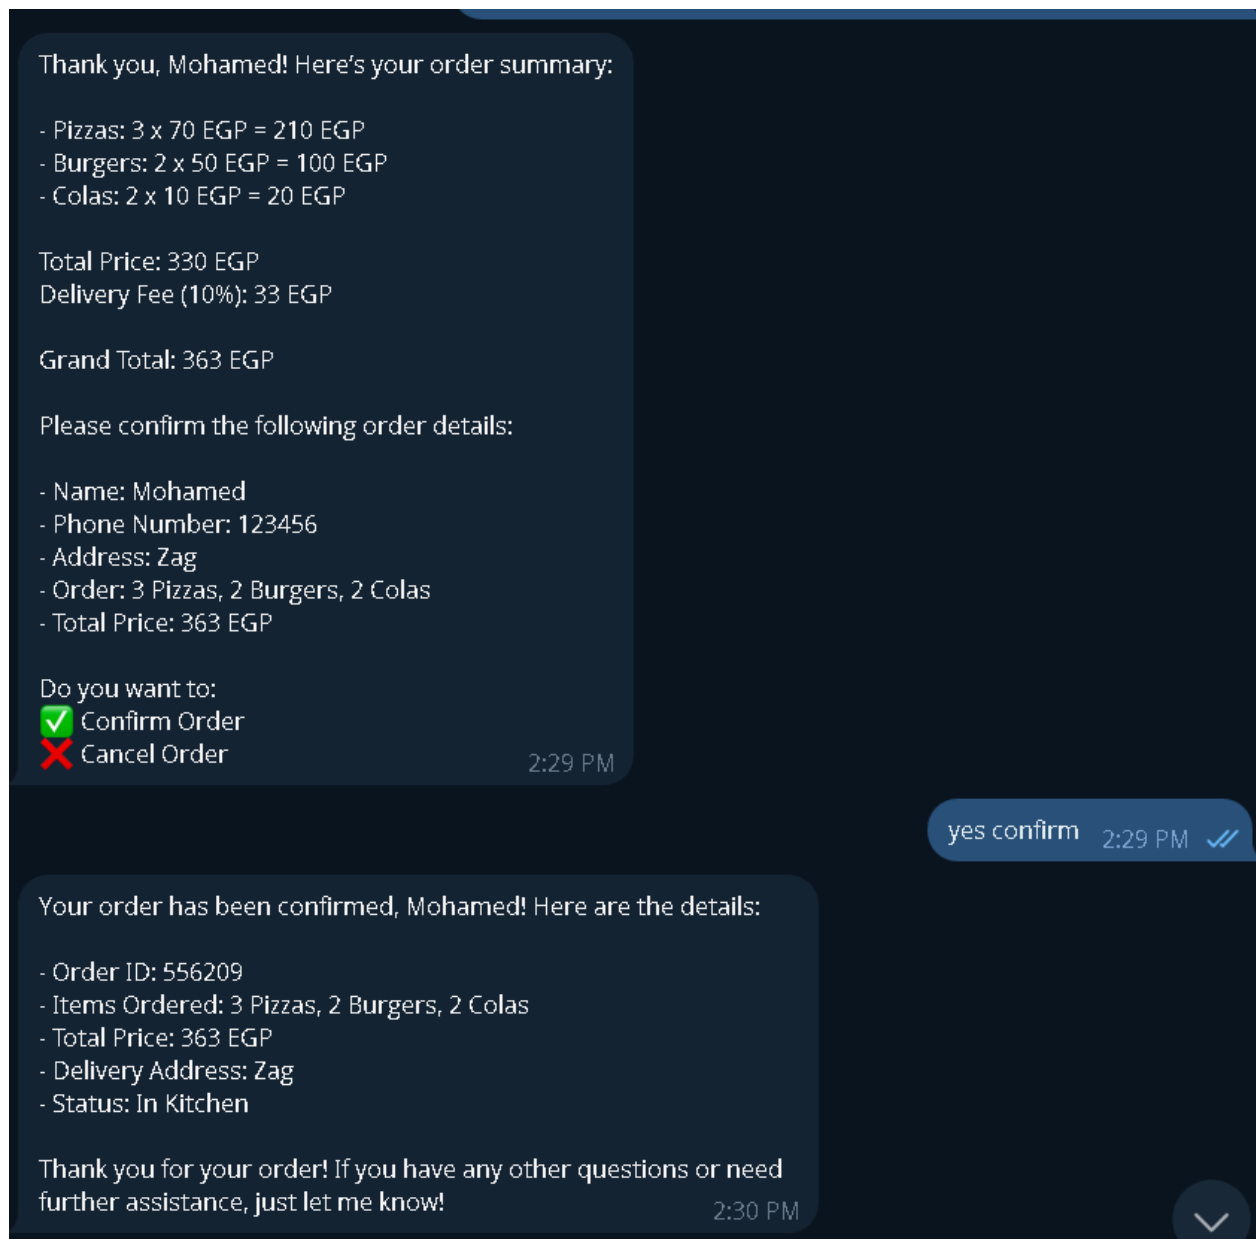 Thank you, Mohamed! Here's your order summary:
- Pizzas: 3 x 70 EGP = 210 EGP
- Burgers: 2 x 50 EGP = 100 EGP
- Colas: 2 x 10 EGP = 20 EGP
Total Price: 330 EGP
Delivery Fee (10%): 33 EGP
Grand Total: 363 EGP
Please confirm the following order details:
- Name: Mohamed
- Phone Number: 123456
- Address: Zag
- Order: 3 Pizzas, 2 Burgers, 2 Colas
- Total Price: 363 EGP
Do you want to:
✅ Confirm Order
❌ Cancel Order
2:29 PM
yes confirm 2:29 PM
Your order has been confirmed, Mohamed! Here are the details:
- Order ID: 556209
- Items Ordered: 3 Pizzas, 2 Burgers, 2 Colas
- Total Price: 363 EGP
- Delivery Address: Zag
- Status: In Kitchen
Thank you for your order! If you have any other questions or need
further assistance, just let me know!
2:30 PM